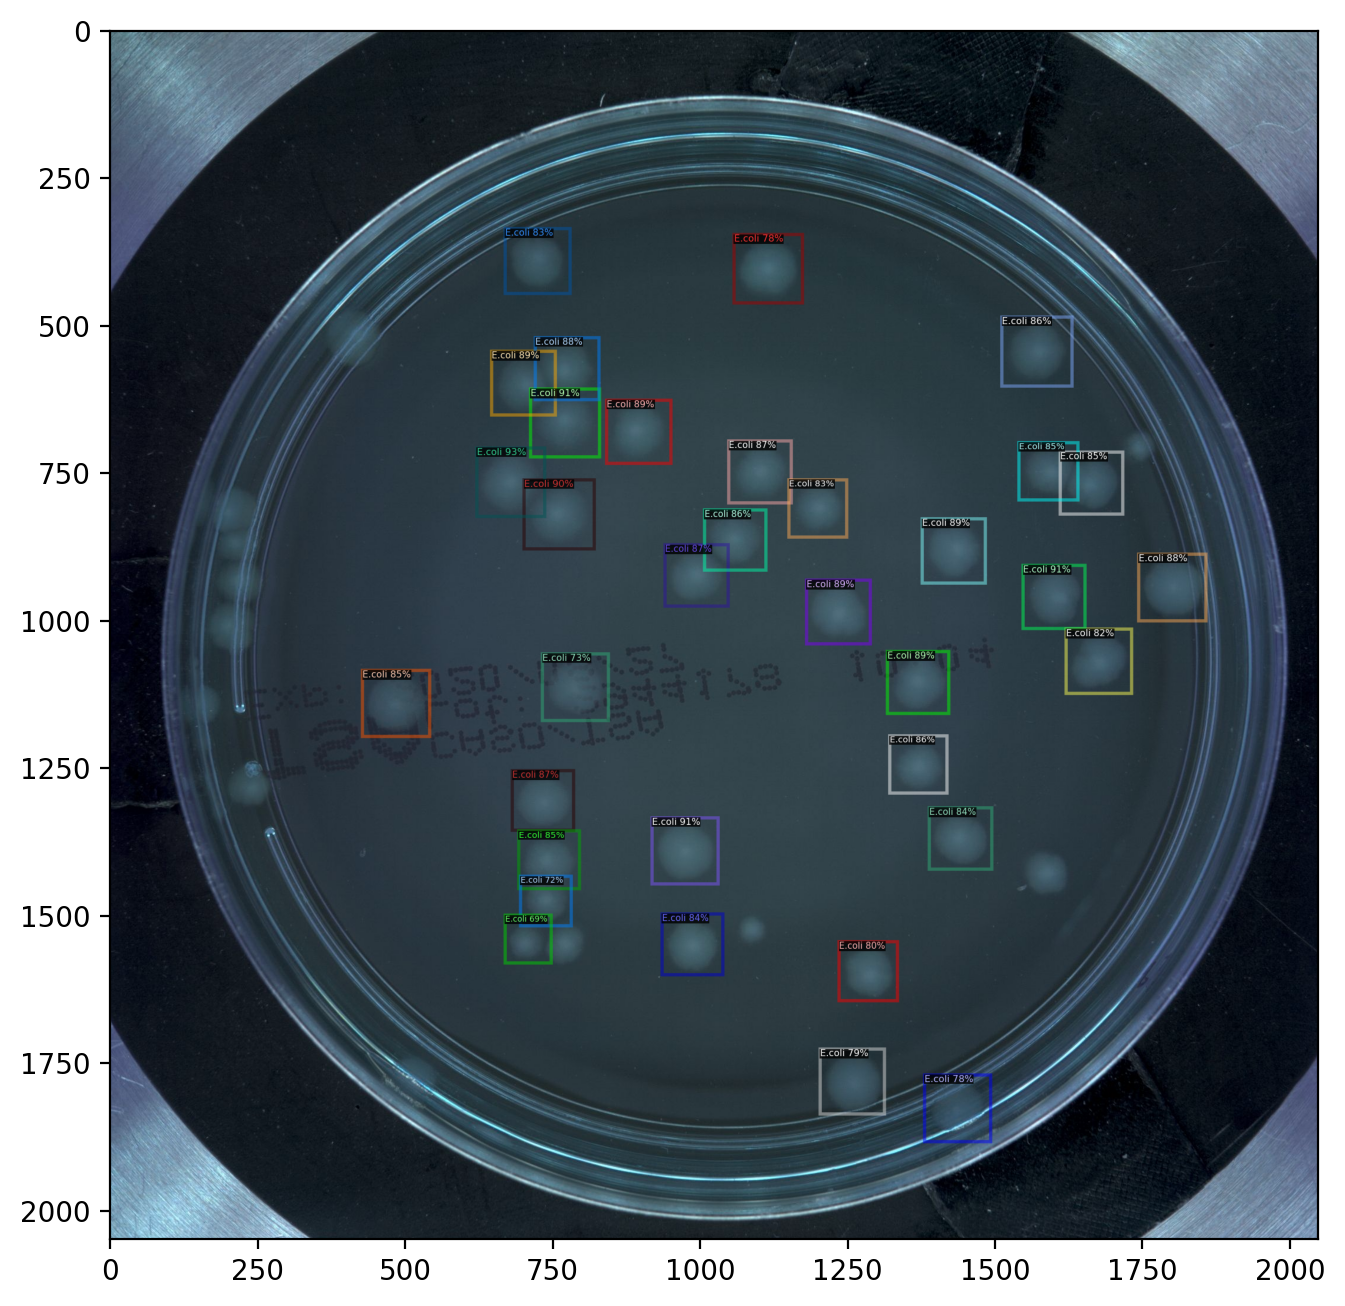 0
250
E.coli 83%
E.coli 78%
E.coli 86%
500
E.coli 88%
E.coli 89%
E.coli 91%
E.coli 89%
E.coli 87%
E.coli 85%
E.coli 93%
E.coli 85%
750
E.coli 90%
E.coli 83%
E.coli 86%
E.coli 89%
E.coli 87%
E.coli 88%
E.coli 91%
E.coli 89%
1000
E.coli 82%
E.coli 89%
E.coli 73%
E.coli 85%
E.coli 86%
1250
E.coli 87%
E.coli 84%
E.coli 91%
E.coli 85%
E.coli 72%
1500
E.coli 84%
E.coli 69%
E.coli 80%
E.coli 79%
1750
E.coli 78%
2000
0 250 500 750 1000 1250 1500 1750 2000